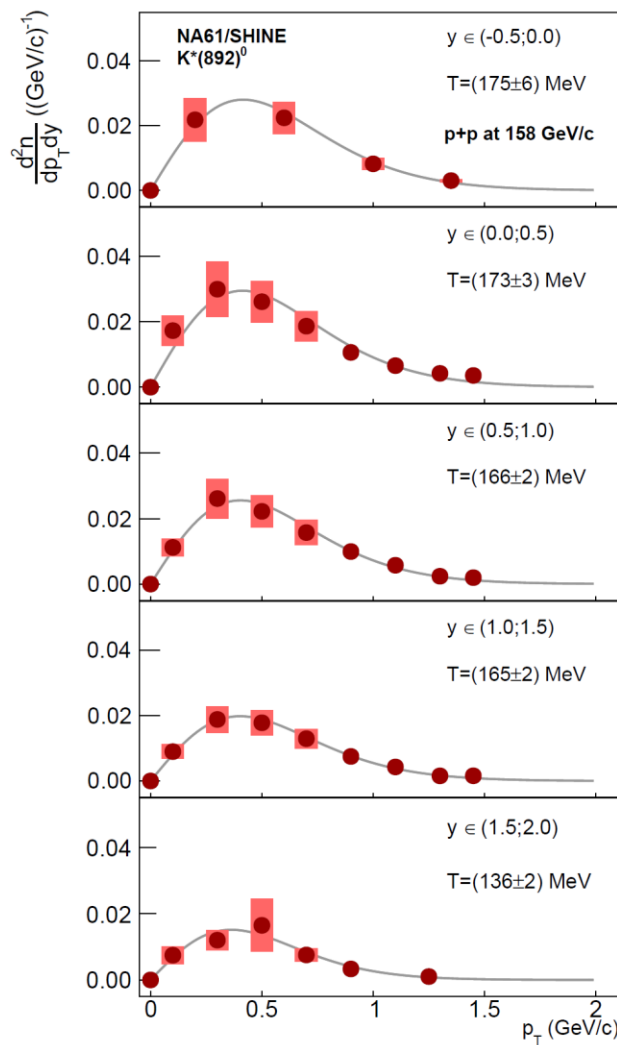 NA61/SHINE
K*(892)⁰
y ∈ (-0.5;0.0)
T=(175±6) MeV
p+p at 158 GeV/c
d²n
dp_T dy
((GeV/c)⁻¹)
0.04
0.02
0.00
y ∈ (0.0;0.5)
T=(173±3) MeV
0.04
0.02
0.00
y ∈ (0.5;1.0)
T=(166±2) MeV
0.04
0.02
0.00
y ∈ (1.0;1.5)
T=(165±2) MeV
0.04
0.02
0.00
y ∈ (1.5;2.0)
T=(136±2) MeV
0.04
0.02
0.00
0 0.5 1 1.5 2
p_T (GeV/c)